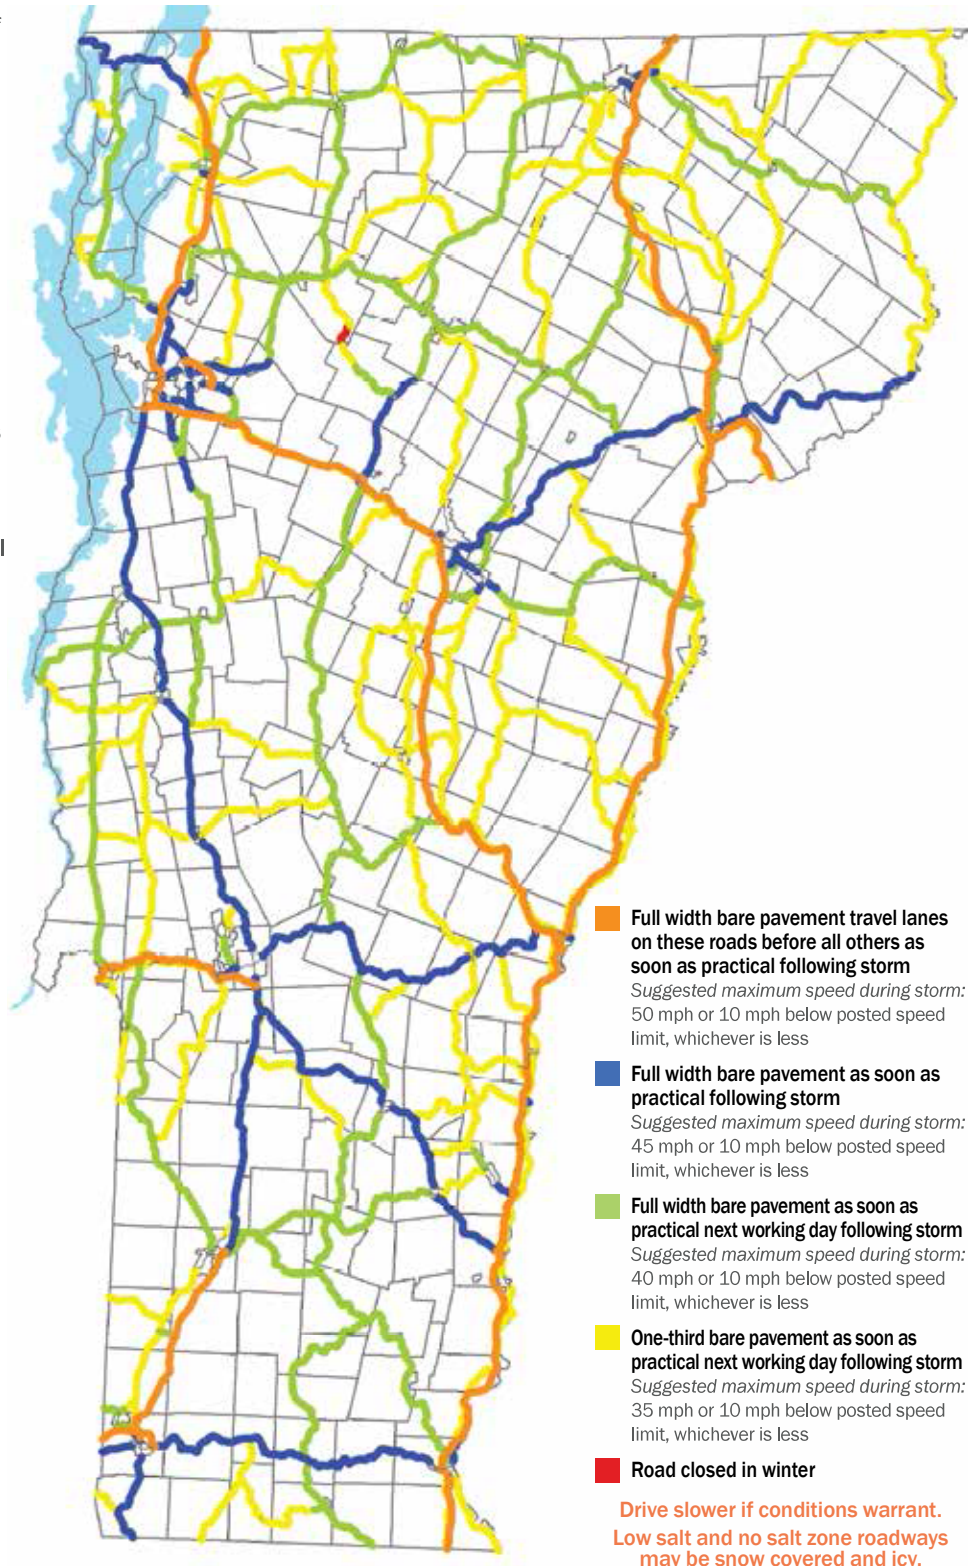 Full width bare pavement travel lanes
on these roads before all others as
soon as practical following storm
Suggested maximum speed during storm:
50 mph or 10 mph below posted speed
limit, whichever is less
Full width bare pavement as soon as
practical following storm
Suggested maximum speed during storm:
45 mph or 10 mph below posted speed
limit, whichever is less
Full width bare pavement as soon as
practical next working day following storm
Suggested maximum speed during storm:
40 mph or 10 mph below posted speed
limit, whichever is less
One-third bare pavement as soon as
practical next working day following storm
Suggested maximum speed during storm:
35 mph or 10 mph below posted speed
limit, whichever is less
Road closed in winter
Drive slower if conditions warrant.
Low salt and no salt zone roadways
may be snow covered and icy.